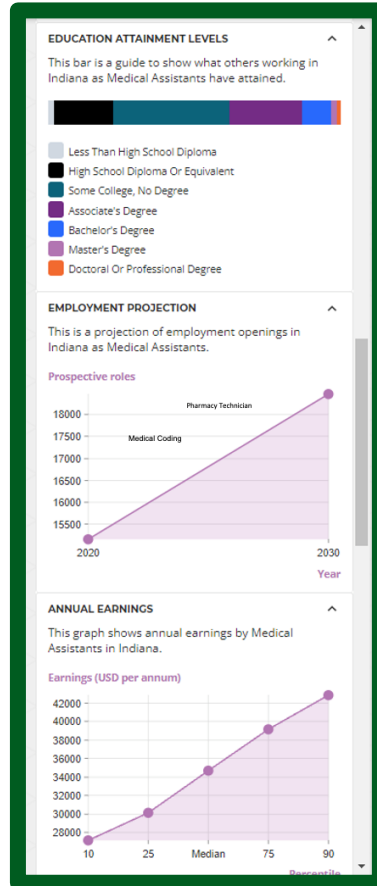 EDUCATION ATTAINMENT LEVELS
This bar is a guide to show what others working in
Indiana as Medical Assistants have attained.
Less Than High School Diploma
High School Diploma Or Equivalent
Some College, No Degree
Associate's Degree
Bachelor's Degree
Master's Degree
Doctoral Or Professional Degree
EMPLOYMENT PROJECTION
This is a projection of employment openings in
Indiana as Medical Assistants.
Prospective roles
18000
Pharmacy Technician
17500
Medical Coding
17000
16500
16000
15500
2020 2030
Year
ANNUAL EARNINGS
This graph shows annual earnings by Medical
Assistants in Indiana.
Earnings (USD per annum)
42000
40000
38000
36000
34000
32000
30000
28000
10 25 Median 75 90
Percentile